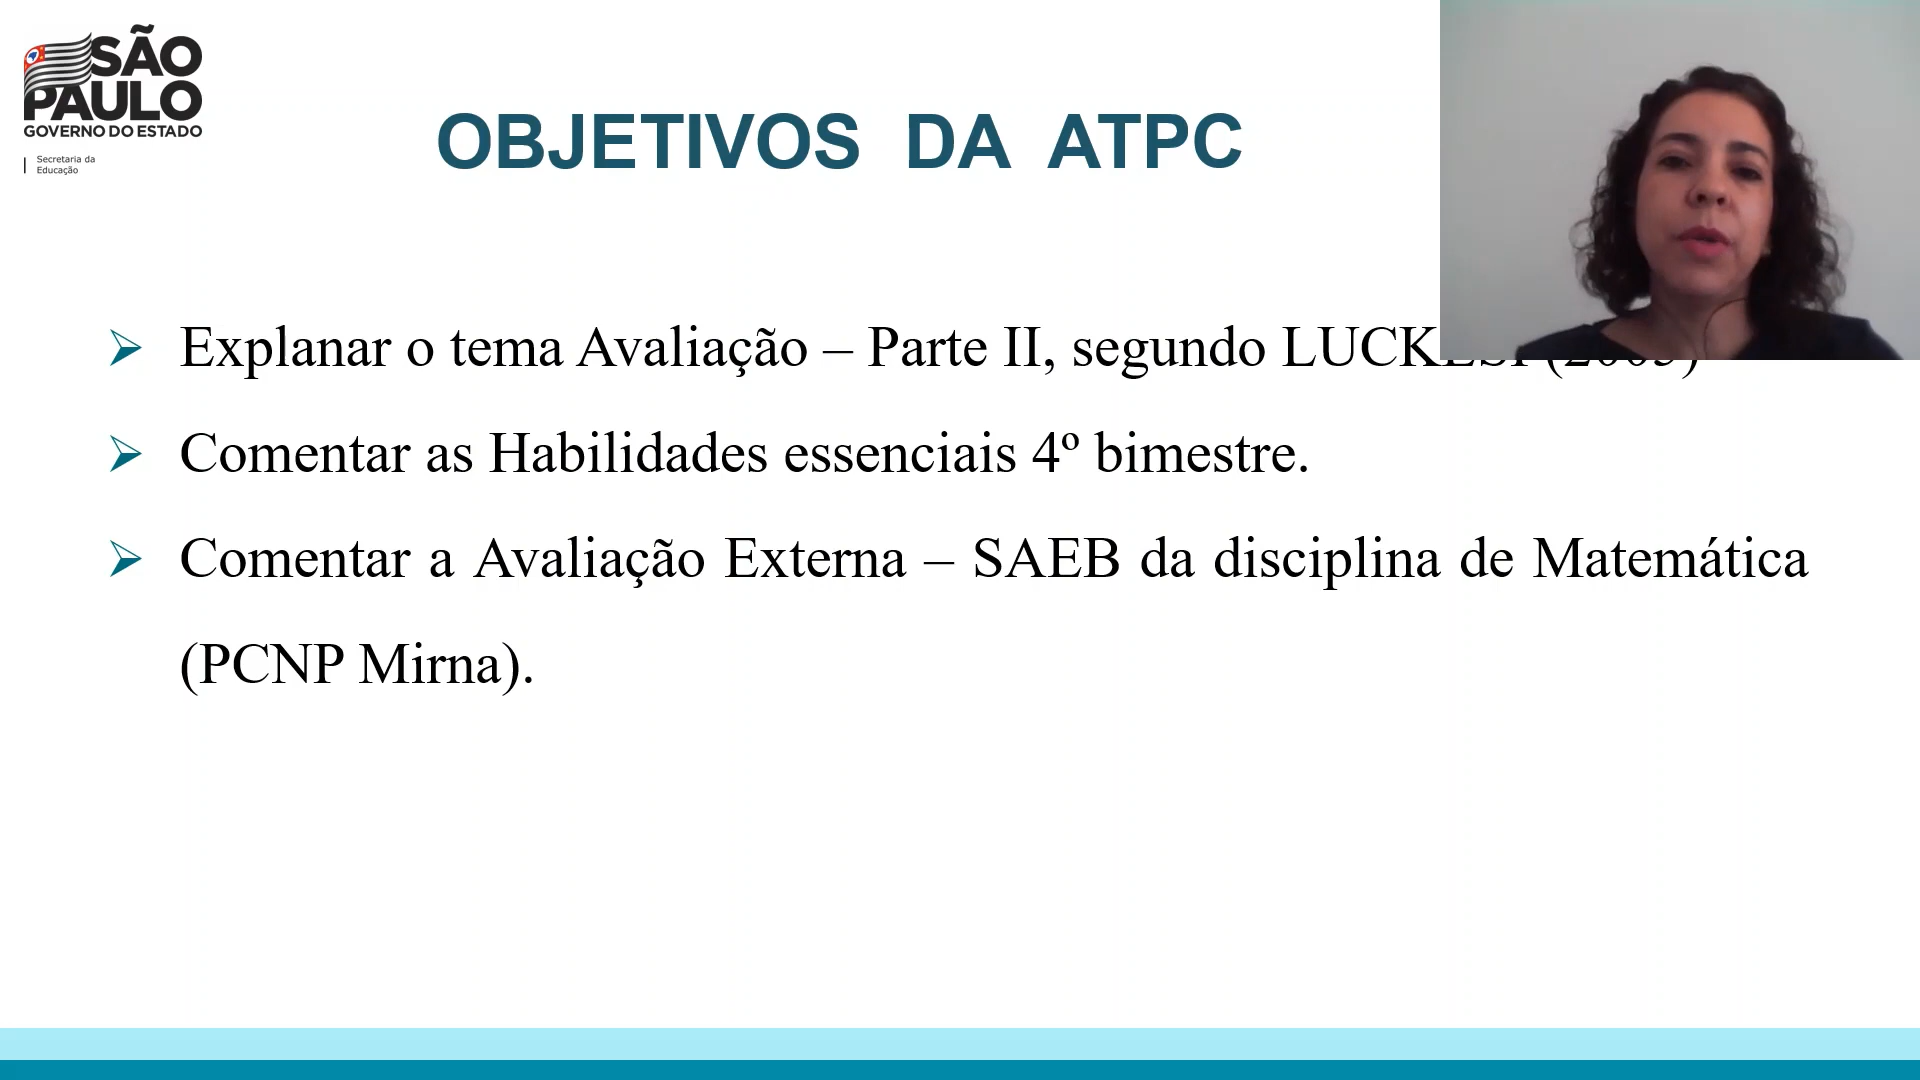 SÃO
PAULO
GOVERNO DO ESTADO
Secretaria da
Educação
OBJETIVOS DA ATPC
Explanar o tema Avaliação – Parte II, segundo
Comentar as Habilidades essenciais 4º bimestre.
Comentar a Avaliação Externa – SAEB da disciplina de Matemática
(PCNP Mirna).